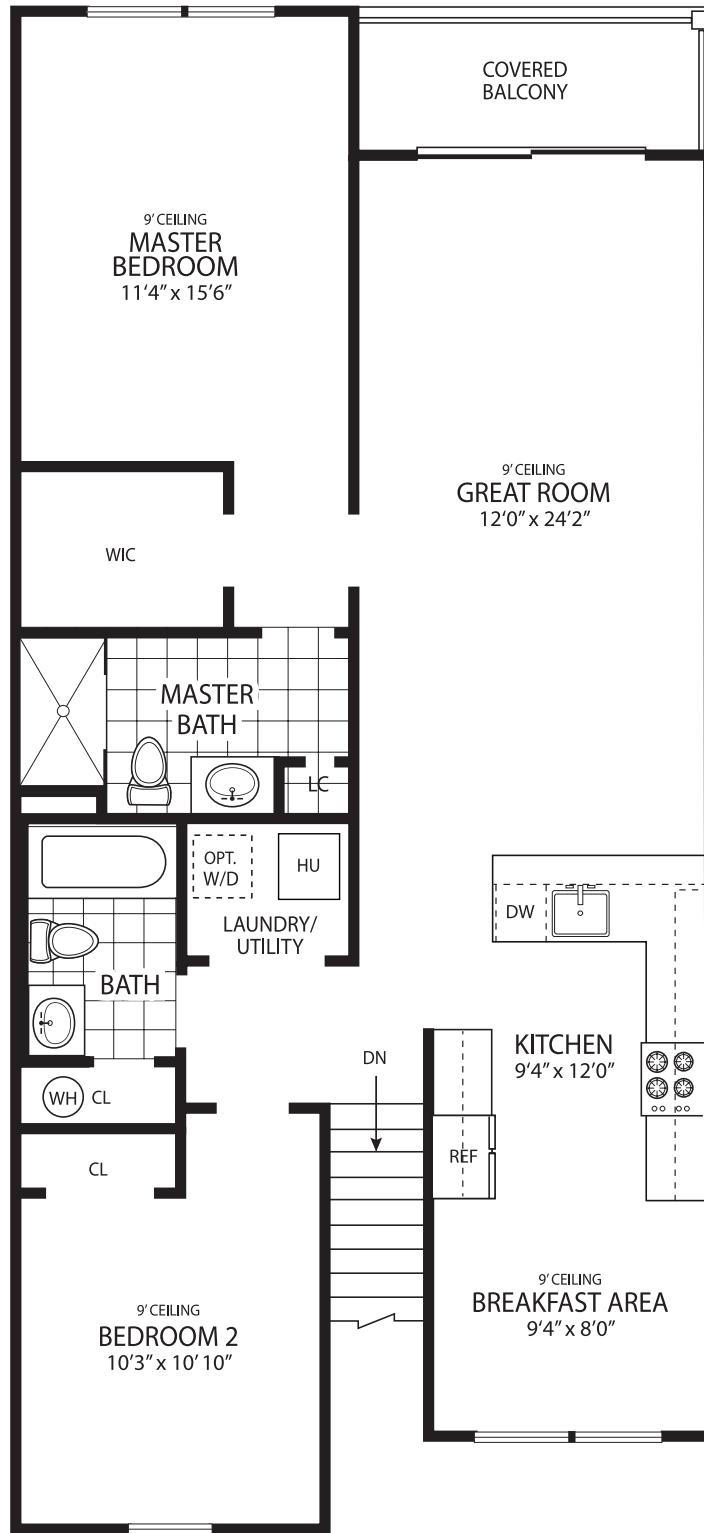 COVERED
BALCONY
9' CEILING
MASTER
BEDROOM
11'4" x 15'6"
9' CEILING
GREAT ROOM
12'0" x 24'2"
WIC
MASTER
BATH
LC
OPT.
W/D
HU
LAUNDRY/
UTILITY
DW
BATH
KITCHEN
9'4" x 12'0"
DN
WH CL
REF
CL
9' CEILING
BREAKFAST AREA
9'4" x 8'0"
9' CEILING
BEDROOM 2
10'3" x 10' 10"